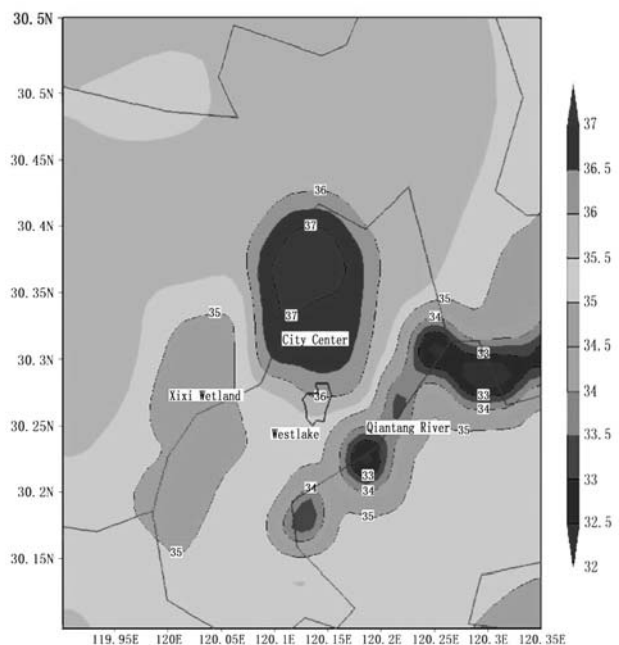 30.5N
30.5N
30.45N
30.4N
30.35N
30.3N
30.25N
30.2N
30.15N
119.95E 120E 120.05E 120.1E 120.15E 120.2E 120.25E 120.3E 120.35E
37
36.5
36
35.5
35
34.5
34
33.5
33
32.5
32
36
37
37
City Center
36
35
Xixi Wetland
35
Westlake
Qiantang River
35
34
33
33
34
35
33
34
35
34